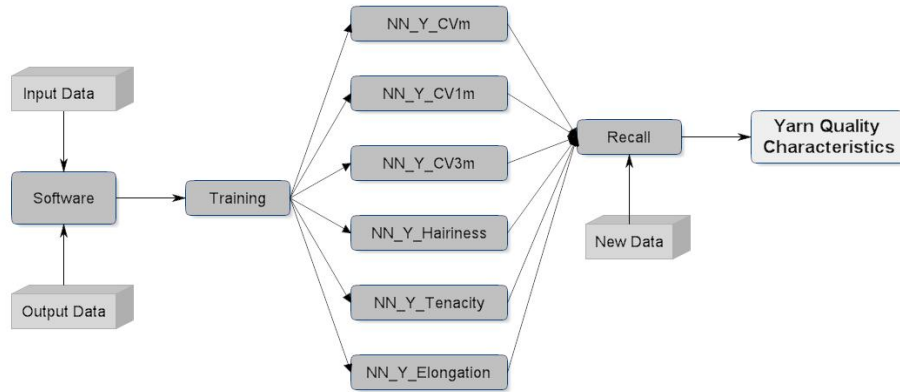 Input Data
Software
Output Data
Training
NN_Y_CVm
NN_Y_CV1m
NN_Y_CV3m
NN_Y_Hairiness
NN_Y_Tenacity
NN_Y_Elongation
Recall
New Data
Yarn Quality
Characteristics